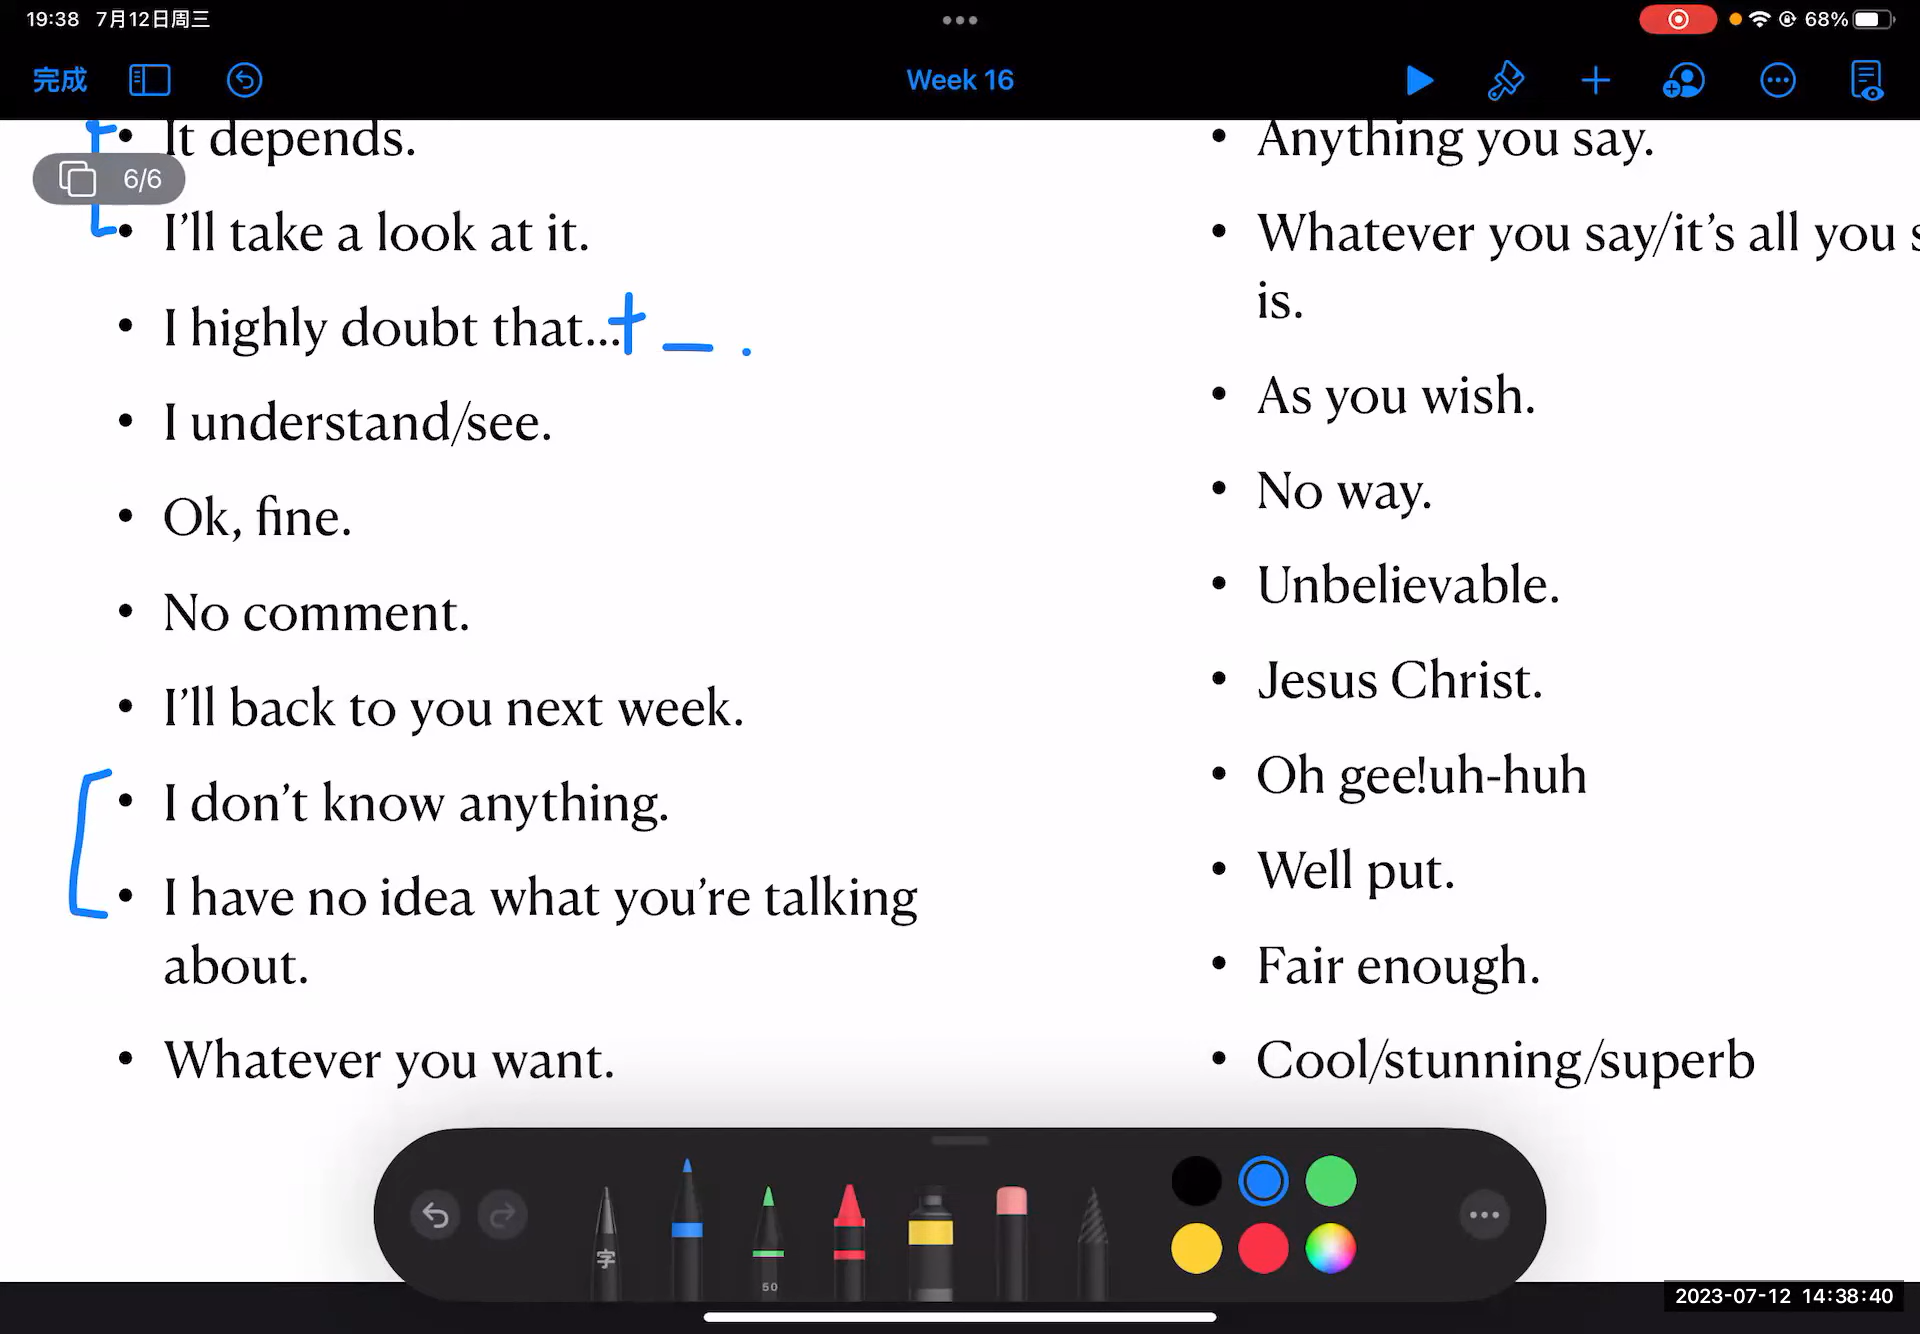 19:38 7月12日周三
68%
完成
Week 16
It depends.
6/6
I’ll take a look at it.
I highly doubt that...
I understand/see.
Ok, fine.
No comment.
I’ll back to you next week.
I don’t know anything.
I have no idea what you’re talking
about.
Whatever you want.
Anything you say.
Whatever you say/it’s all you
is.
As you wish.
No way.
Unbelievable.
Jesus Christ.
Oh gee!uh-huh
Well put.
Fair enough.
Cool/stunning/superb
字
50
2023-07-12 14:38:40